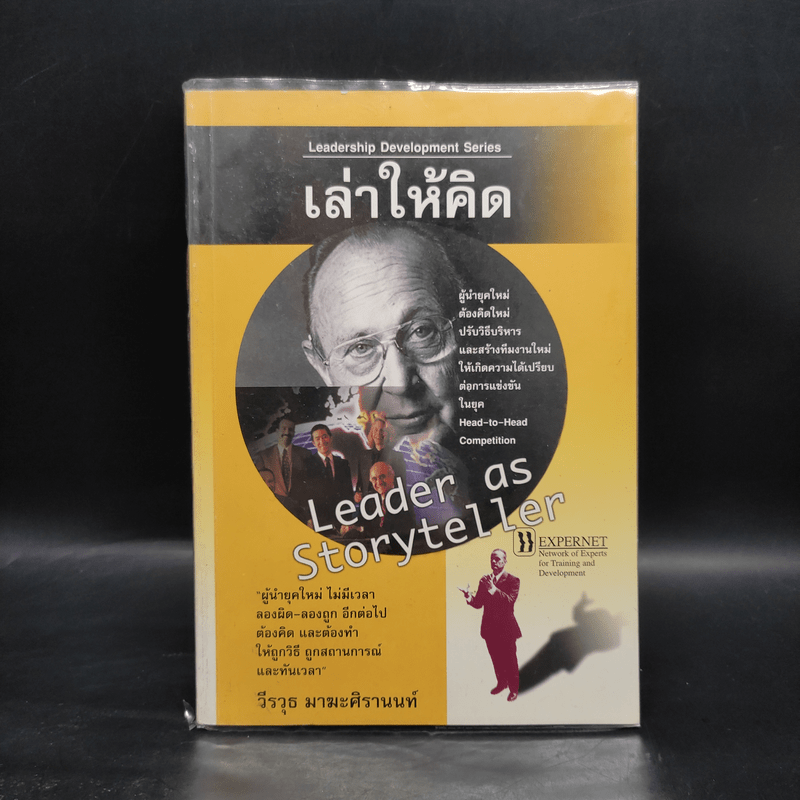 Leadership Development Series
เล่าให้คิด
ผู้นำยุคใหม่
ต้องคิดใหม่
ปรับวิธีบริหาร
และสร้างทีมงานใหม่
ให้เกิดความได้เปรียบ
ต่อการแข่งขัน
ในยุค
Head-to-Head
Competition
Leader as
Storyteller
EXPERNET
Network of Experts
for Training and
Development
"ผู้นำยุคใหม่ ไม่มีเวลา
ลองผิด-ลองถูก อีกต่อไป
ต้องคิด และต้องทำ
ให้ถูกวิธี ถูกสถานการณ์
และทันเวลา"
วีรวุธ มาฆะศิรานนท์